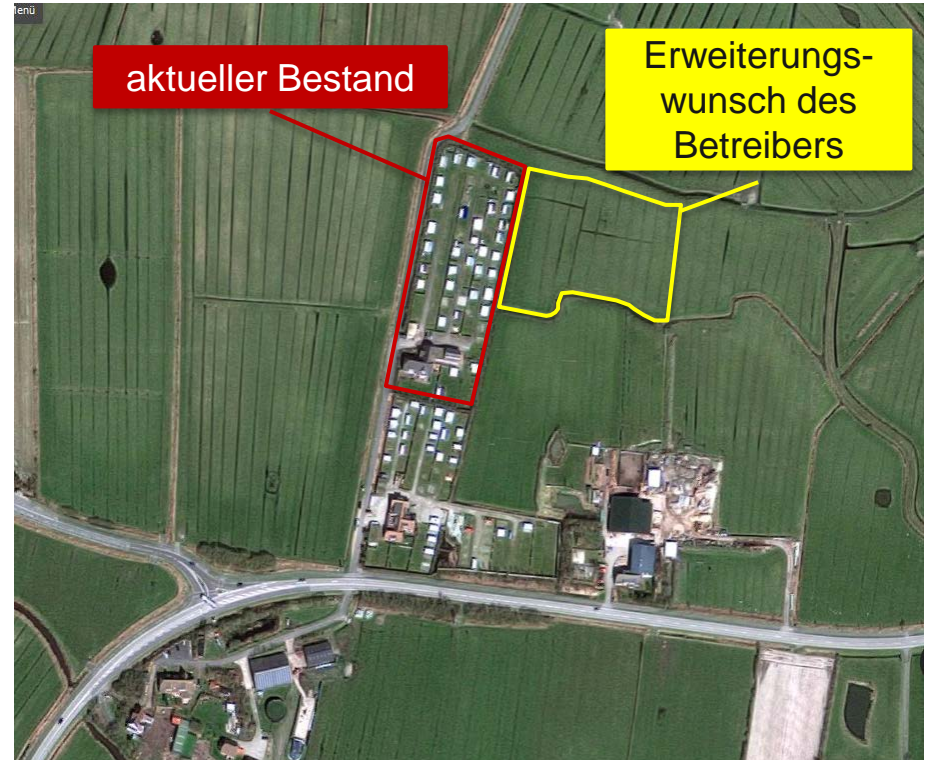 Menü
aktueller Bestand
Erweiterungs-
wunsch des
Betreibers